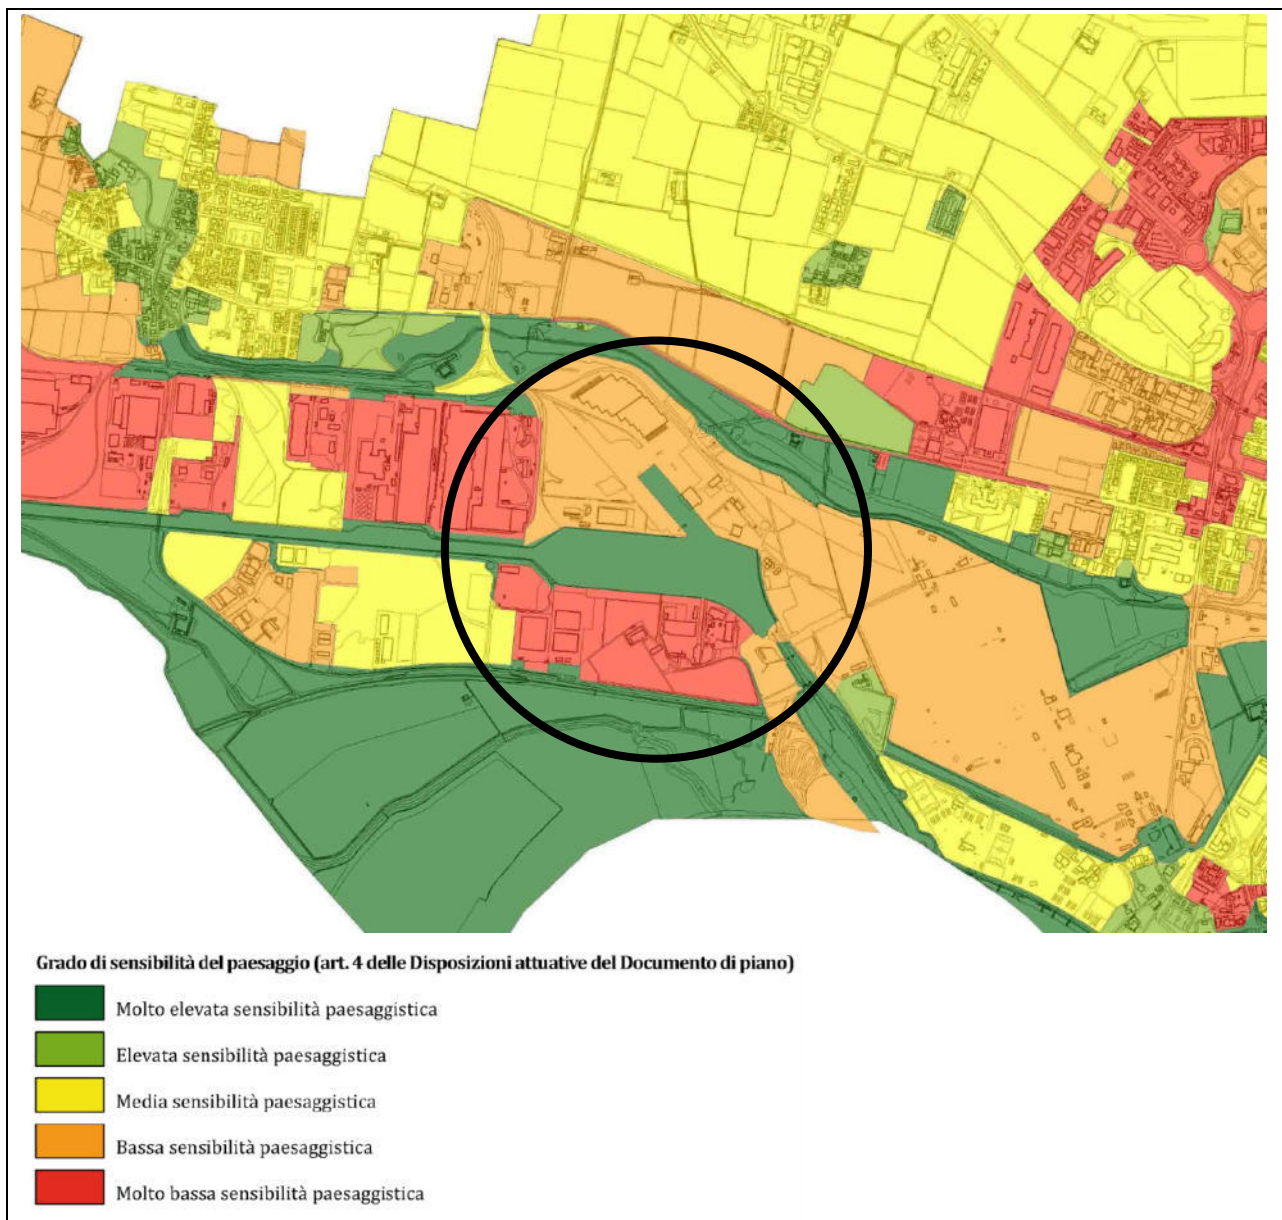 Grado di sensibilità del paesaggio (art. 4 delle Disposizioni attuative del Documento di piano)
Molto elevata sensibilità paesaggistica
Elevata sensibilità paesaggistica
Media sensibilità paesaggistica
Bassa sensibilità paesaggistica
Molto bassa sensibilità paesaggistica